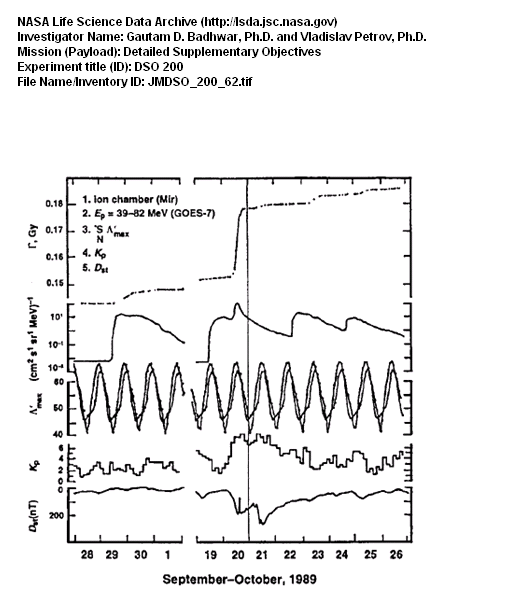 NASA Life Science Data Archive (http://lsda.jsc.nasa.gov)
Investigator Name: Gautam D. Badhwar, Ph.D. and Vladislav Petrov, Ph.D.
Mission (Payload): Detailed Supplementary Objectives
Experiment title (ID): DSO 200
File Name/Inventory ID: JMDSO_200_62.tif
1. Ion chamber (Mir)
2. Eₚ = 39–82 MeV (GOES-7)
3. S Λ′max
N
4. Kp
5. Dst
Γ, Gy
0.18
0.17
0.16
0.15
(cm² s¹ sr¹ MeV)⁻¹
10¹
10⁻¹
10⁻³
Λ′max
60
50
40
Kp
6
4
2
0
Dst(nT)
0
200
28 29 30 1 19 20 21 22 23 24 25 26
September–October, 1989